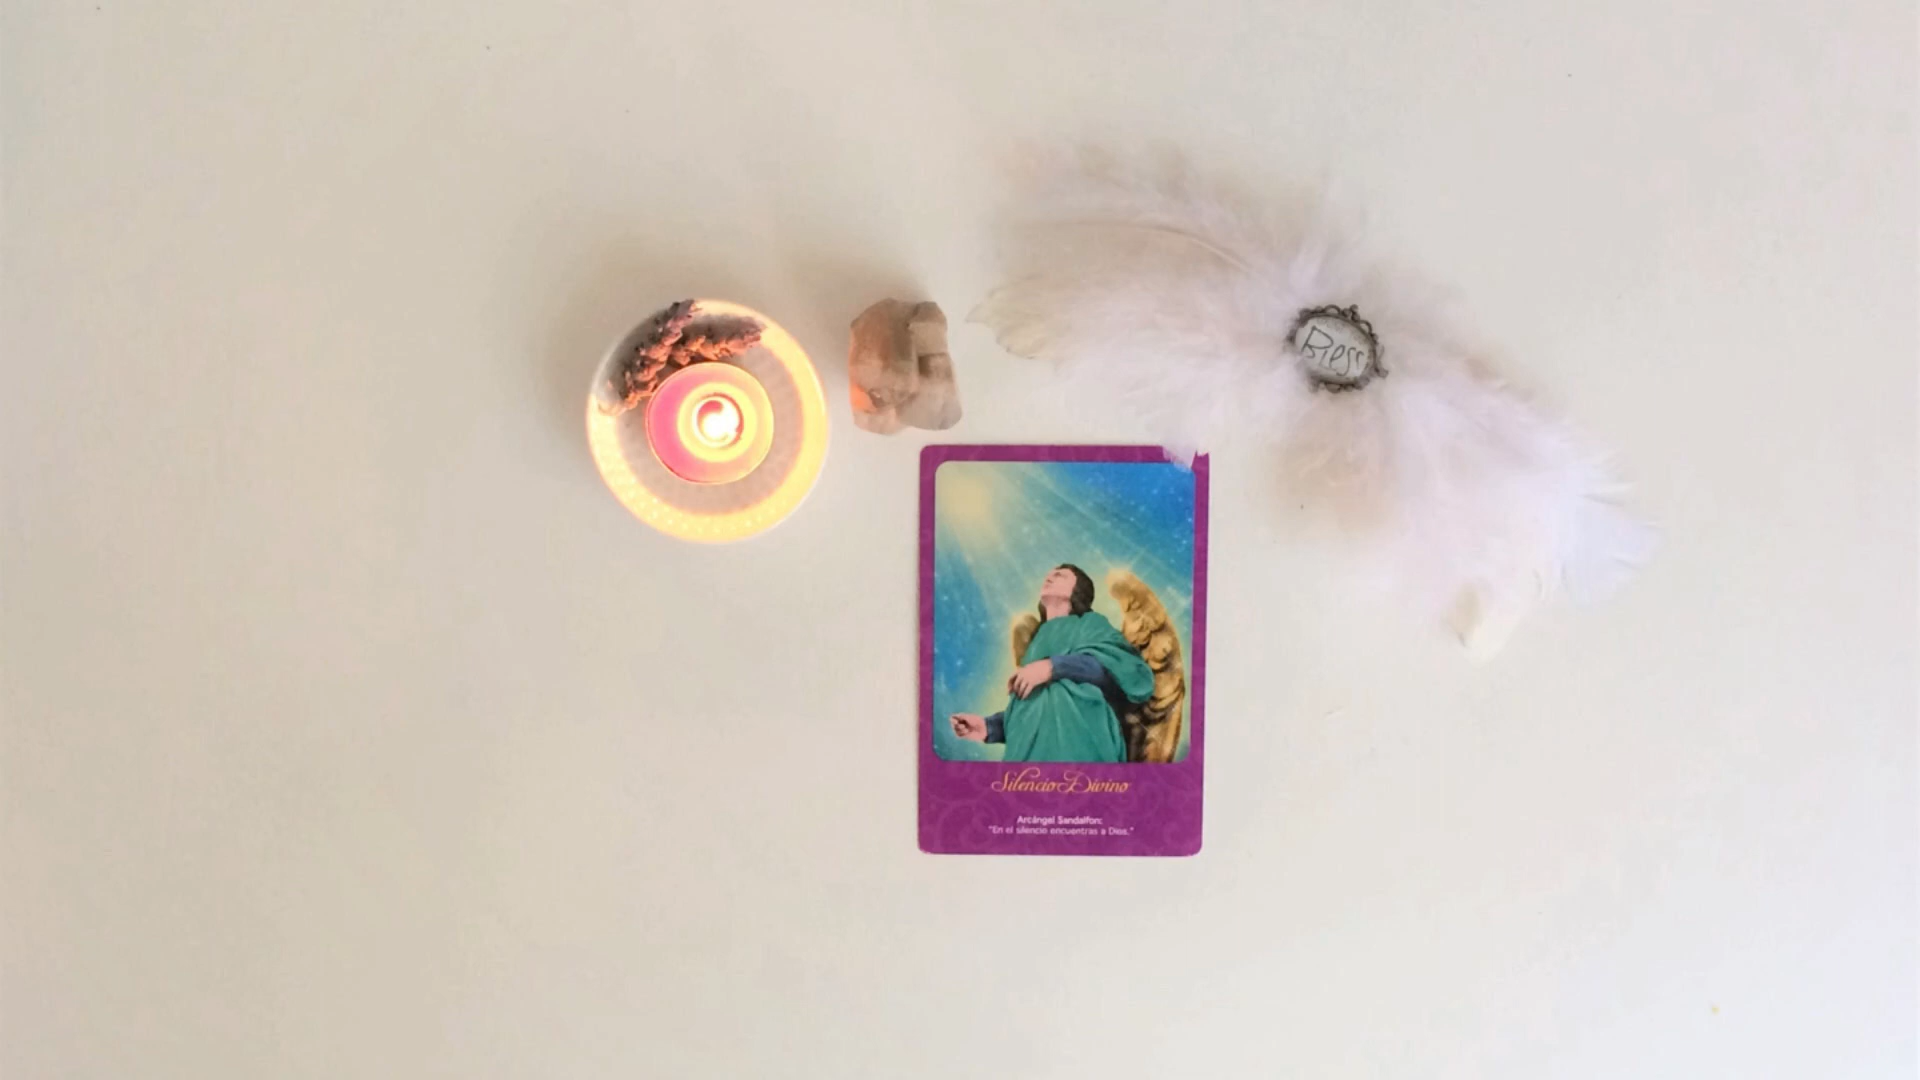 Bless
Silencio Divino
Arcángel Sandalfon:
"En el silencio encuentras a Dios."